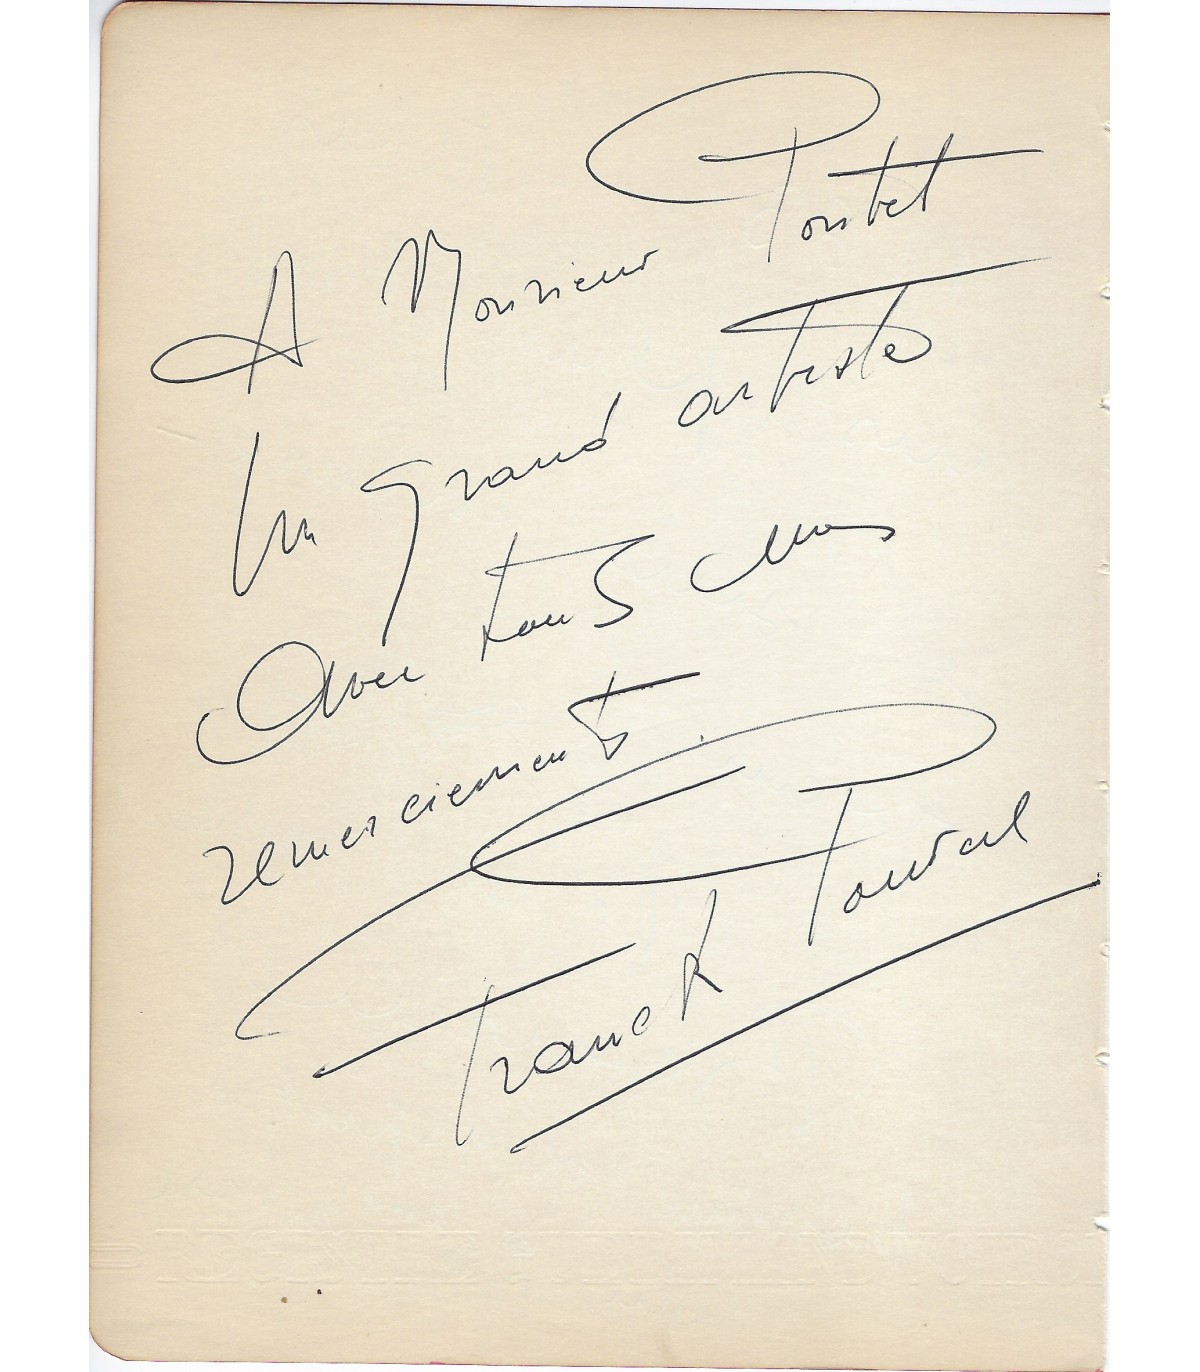 A Monsieur Poutet
Un grand artiste
Avec tous mes
remerciements.
Franck Pourcel